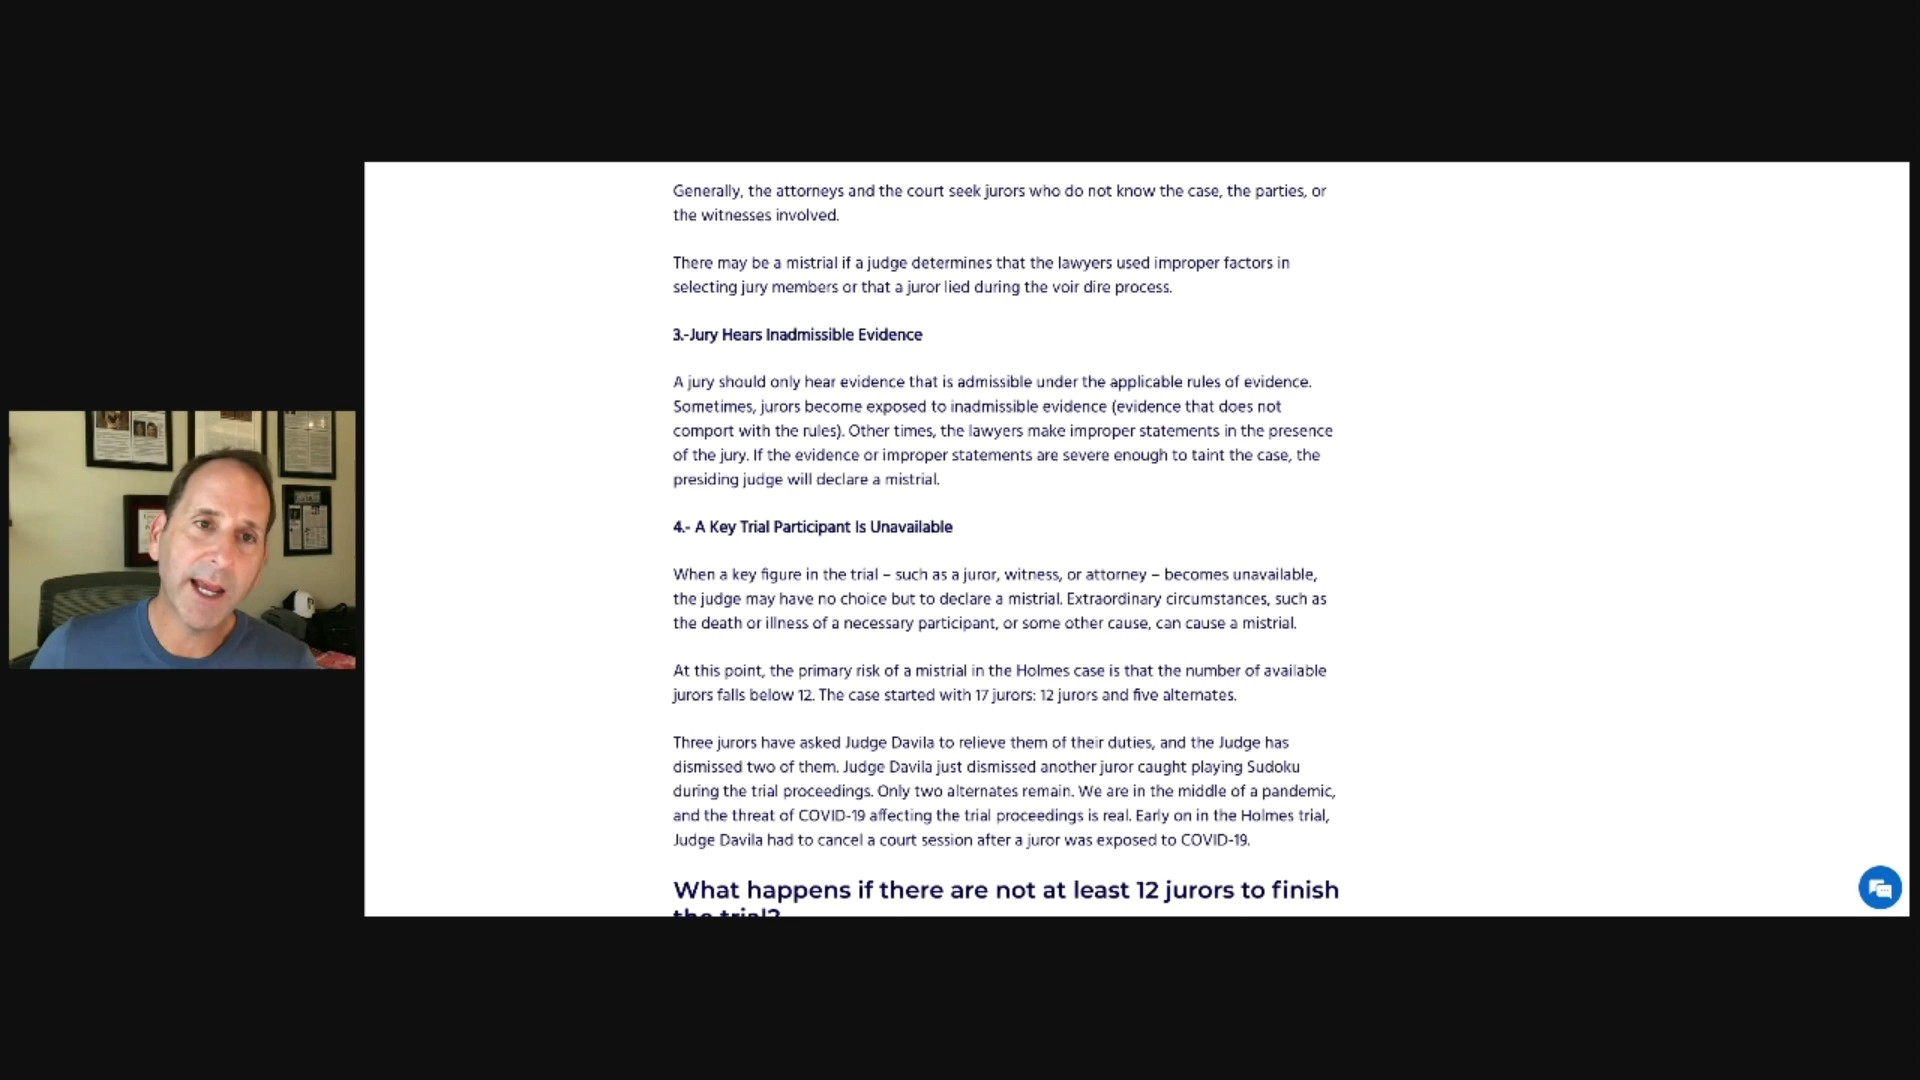 Generally, the attorneys and the court seek jurors who do not know the case, the parties, or
the witnesses involved.
There may be a mistrial if a judge determines that the lawyers used improper factors in
selecting jury members or that a juror lied during the voir dire process.
3.-Jury Hears Inadmissible Evidence
A jury should only hear evidence that is admissible under the applicable rules of evidence.
Sometimes, jurors become exposed to inadmissible evidence (evidence that does not
comport with the rules). Other times, the lawyers make improper statements in the presence
of the jury. If the evidence or improper statements are severe enough to taint the case, the
presiding judge will declare a mistrial.
4.- A Key Trial Participant Is Unavailable
When a key figure in the trial – such as a juror, witness, or attorney – becomes unavailable,
the judge may have no choice but to declare a mistrial. Extraordinary circumstances, such as
the death or illness of a necessary participant, or some other cause, can cause a mistrial.
At this point, the primary risk of a mistrial in the Holmes case is that the number of available
jurors falls below 12. The case started with 17 jurors: 12 jurors and five alternates.
Three jurors have asked Judge Davila to relieve them of their duties, and the Judge has
dismissed two of them. Judge Davila just dismissed another juror caught playing Sudoku
during the trial proceedings. Only two alternates remain. We are in the middle of a pandemic,
and the threat of COVID-19 affecting the trial proceedings is real. Early on in the Holmes trial,
Judge Davila had to cancel a court session after a juror was exposed to COVID-19.
What happens if there are not at least 12 jurors to finish
the trial?